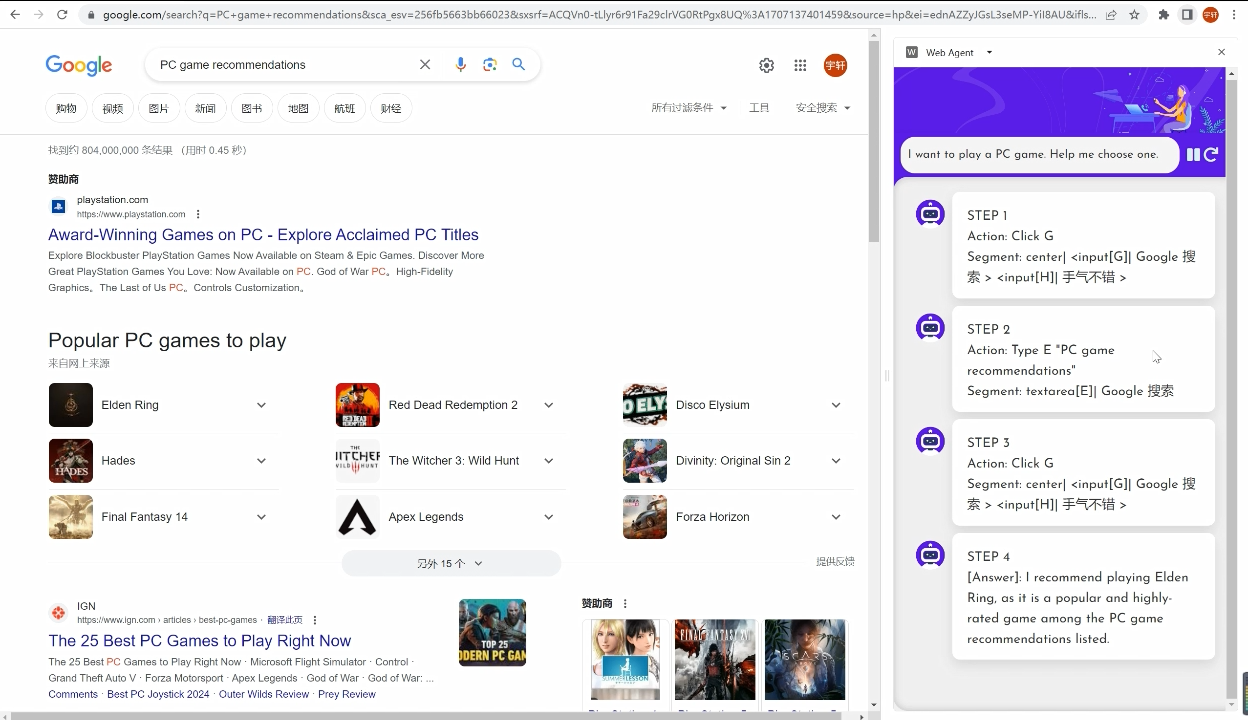 google.com/search?q=PC+game+recommendations&sca_esv=256fb5663bb66023&sxsrf=ACQVn0-tLlyr6r91Fa29clrVG0RtPgx8UQ%3A1707137401459&source=hp&ei=ednAZZyJGsL3seMP-YiI8AU&ifls...
宇轩
Google
PC game recommendations
宇轩
购物
视频
图片
新闻
图书
地图
航班
财经
所有过滤条件
工具
安全搜索
找到约 804,000,000 条结果 （用时 0.45 秒）
赞助商
playstation.com
https://www.playstation.com
Award-Winning Games on PC - Explore Acclaimed PC Titles
Explore Blockbuster PlayStation Games Now Available on Steam & Epic Games. Discover More
Great PlayStation Games You Love: Now Available on PC. God of War PC。High-Fidelity
Graphics。The Last of Us PC。Controls Customization。
Popular PC games to play
来自网上来源
Elden Ring
Red Dead Redemption 2
Disco Elysium
Hades
The Witcher 3: Wild Hunt
Divinity: Original Sin 2
Final Fantasy 14
Apex Legends
Forza Horizon
另外 15 个
提供反馈
IGN
https://www.ign.com › articles › best-pc-games · 翻译此页
The 25 Best PC Games to Play Right Now
The 25 Best PC Games to Play Right Now · Microsoft Flight Simulator · Control ·
Grand Theft Auto V · Forza Motorsport · Apex Legends · God of War · God of War: ...
Comments · Best PC Joystick 2024 · Outer Wilds Review · Prey Review
TOP 25
ODERN PC GAM
赞助商
SUMMER LESSON
FINAL FANTASY XVI
W Web Agent
I want to play a PC game. Help me choose one.
STEP 1
Action: Click G
Segment: center| <input[G]| Google 搜
索 > <input[H]| 手气不错 >
STEP 2
Action: Type E "PC game
recommendations"
Segment: textarea[E]| Google 搜索
STEP 3
Action: Click G
Segment: center| <input[G]| Google 搜
索 > <input[H]| 手气不错 >
STEP 4
[Answer]: I recommend playing Elden
Ring, as it is a popular and highly-
rated game among the PC game
recommendations listed.